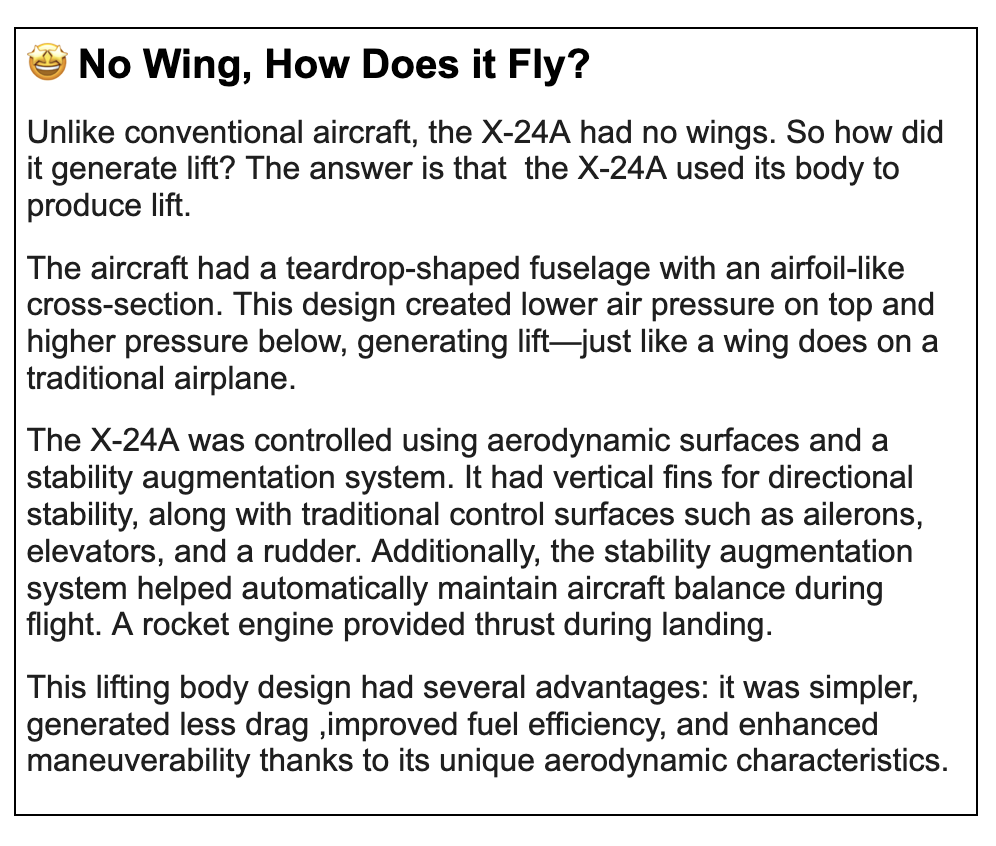 🤩 No Wing, How Does it Fly?
Unlike conventional aircraft, the X-24A had no wings. So how did
it generate lift? The answer is that  the X-24A used its body to
produce lift.
The aircraft had a teardrop-shaped fuselage with an airfoil-like
cross-section. This design created lower air pressure on top and
higher pressure below, generating lift—just like a wing does on a
traditional airplane.
The X-24A was controlled using aerodynamic surfaces and a
stability augmentation system. It had vertical fins for directional
stability, along with traditional control surfaces such as ailerons,
elevators, and a rudder. Additionally, the stability augmentation
system helped automatically maintain aircraft balance during
flight. A rocket engine provided thrust during landing.
This lifting body design had several advantages: it was simpler,
generated less drag ,improved fuel efficiency, and enhanced
maneuverability thanks to its unique aerodynamic characteristics.